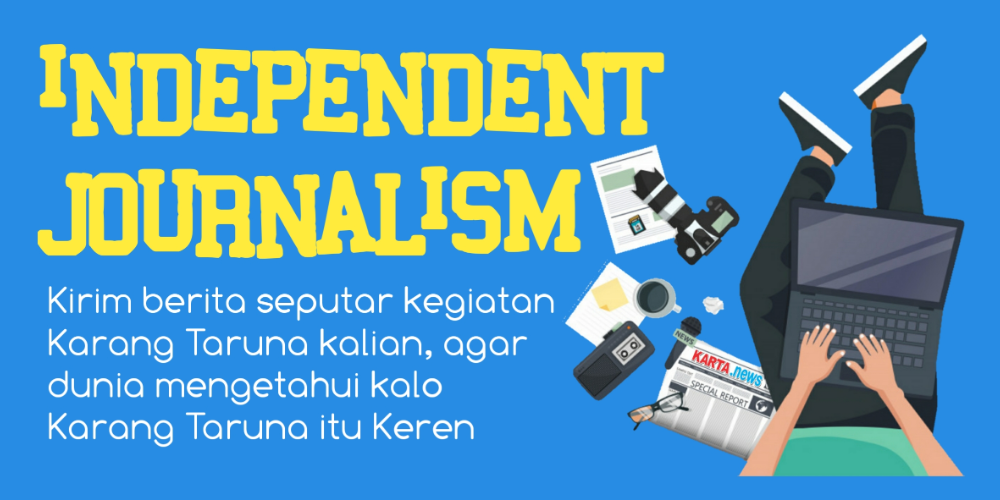 INDEPENDENT
JOURNALISM
Kirim berita seputar kegiatan
Karang Taruna kalian, agar
dunia mengetahui kalo
Karang Taruna itu Keren
NEWS
KARTA.news
SPECIAL REPORT